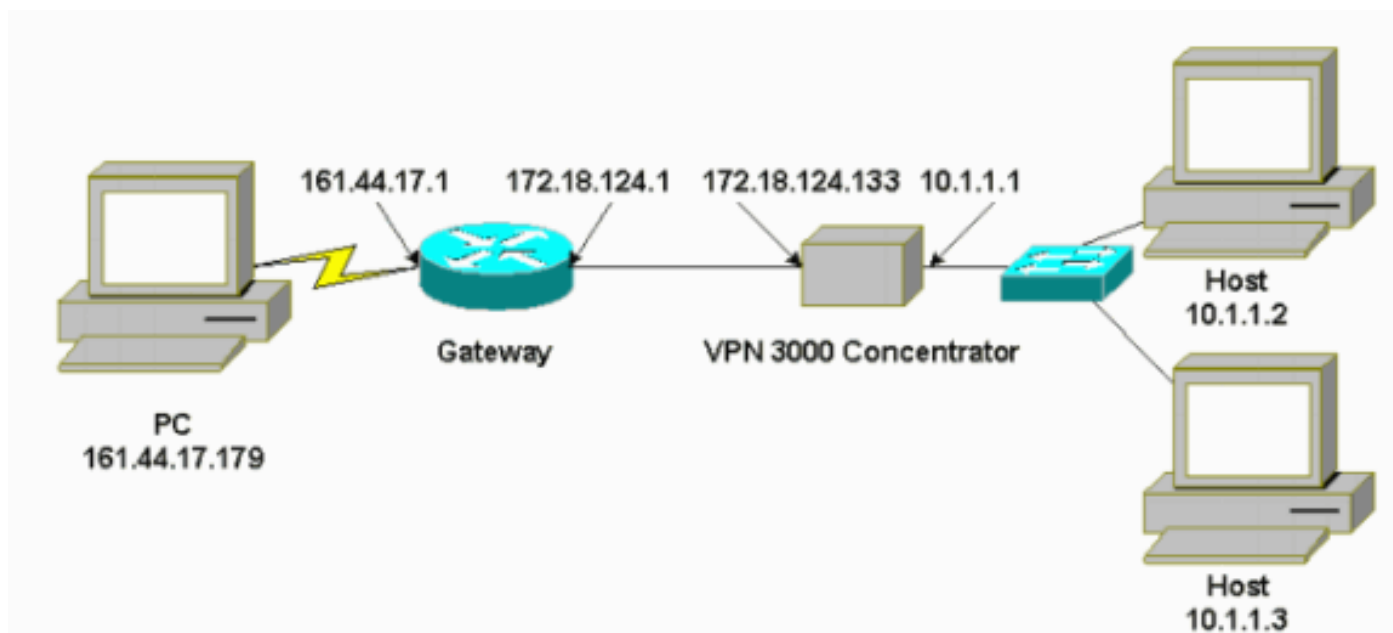 161.44.17.1
172.18.124.1
172.18.124.133
10.1.1.1
Gateway
VPN 3000 Concentrator
PC
161.44.17.179
Host
10.1.1.2
Host
10.1.1.3